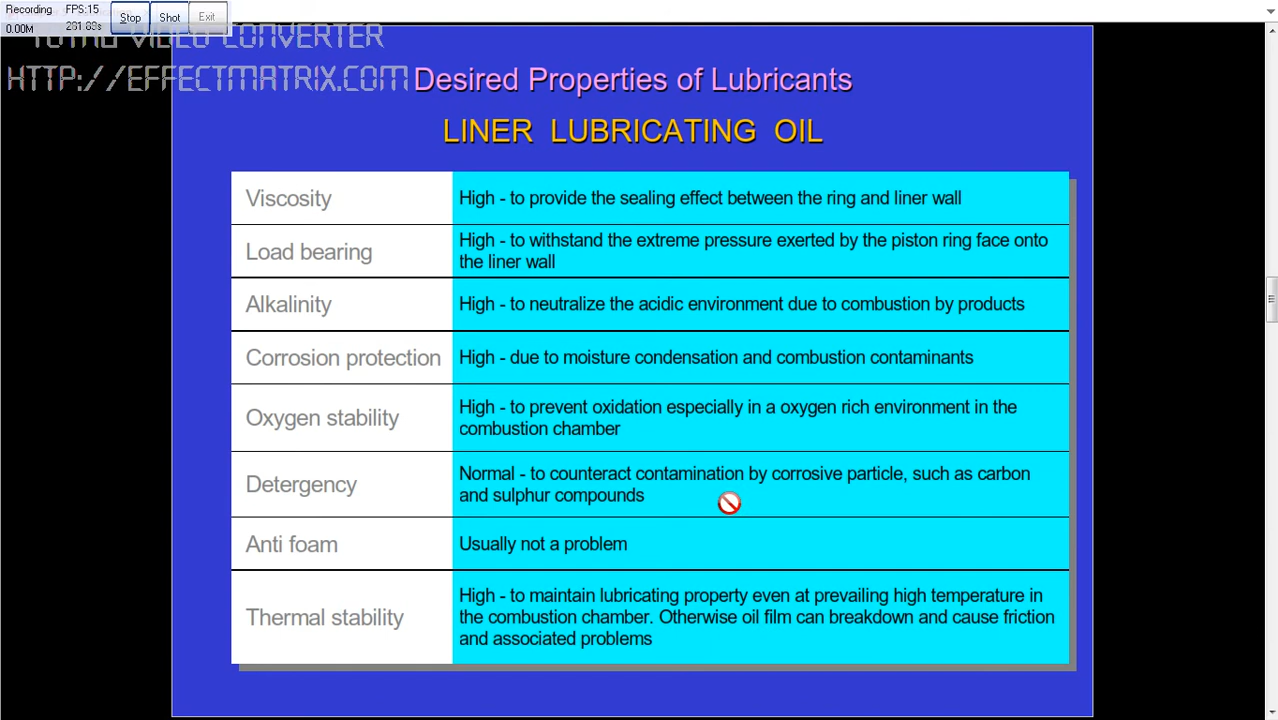 Recording FPS:15
0.00M 281.89s
Stop Shot Exit
TOTAL VIDEO CONVERTER
HTTP://EFFECTMATRIX.COM
Desired Properties of Lubricants
LINER LUBRICATING OIL
Viscosity
High - to provide the sealing effect between the ring and liner wall
Load bearing
High - to withstand the extreme pressure exerted by the piston ring face onto
the liner wall
Alkalinity
High - to neutralize the acidic environment due to combustion by products
Corrosion protection
High - due to moisture condensation and combustion contaminants
Oxygen stability
High - to prevent oxidation especially in a oxygen rich environment in the
combustion chamber
Detergency
Normal - to counteract contamination by corrosive particle, such as carbon
and sulphur compounds
Anti foam
Usually not a problem
Thermal stability
High - to maintain lubricating property even at prevailing high temperature in
the combustion chamber. Otherwise oil film can breakdown and cause friction
and associated problems